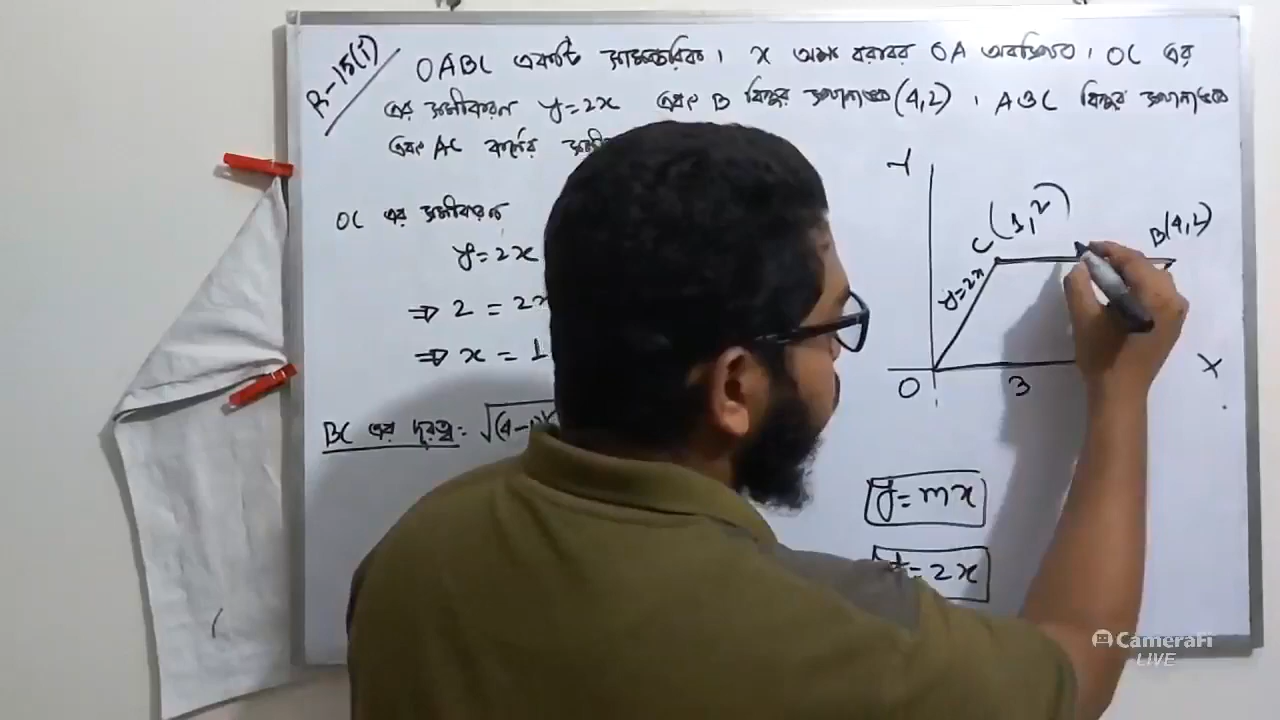 R-15(i)
OABC একটি সামান্তরিক। x অক্ষ বরাবর OA অবস্থিত। OC এর
এর সমীকরণ y=2x এবং B বিন্দুর স্থানাঙ্ক (4,2) । A ও C বিন্দুর স্থানাঙ্ক
এবং AC কর্ণের
OC এর সমীকরণ
y=2x
⇒ 2 = 2x
⇒ x = 1
BC এর দূরত্ব = √(4-1)
Y
C (1,2)
B(4,2)
y=2x
X
O
3
y=mx
y=2x
CameraFi
LIVE